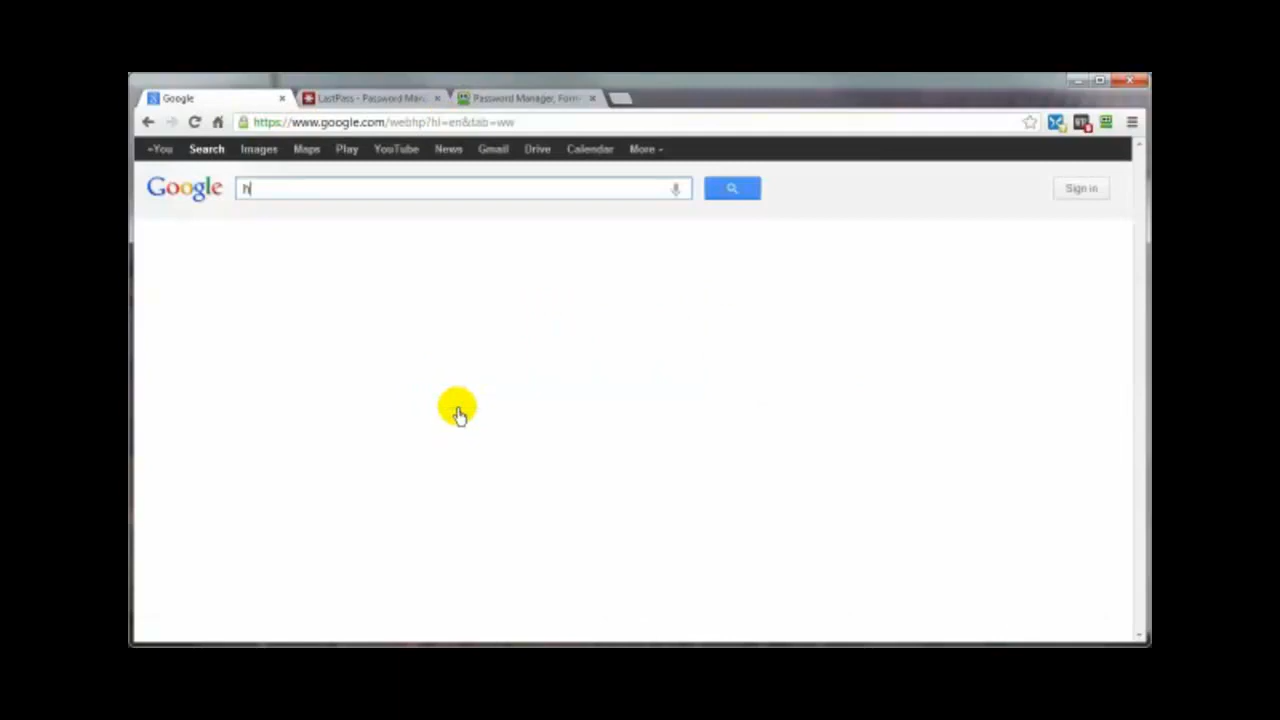 Google
LastPass - Password Man
Password Manager, Form
https://www.google.com/webhp?hl=en&tab=ww
+You Search Images Maps Play YouTube News Gmail Drive Calendar More
Google h Sign in